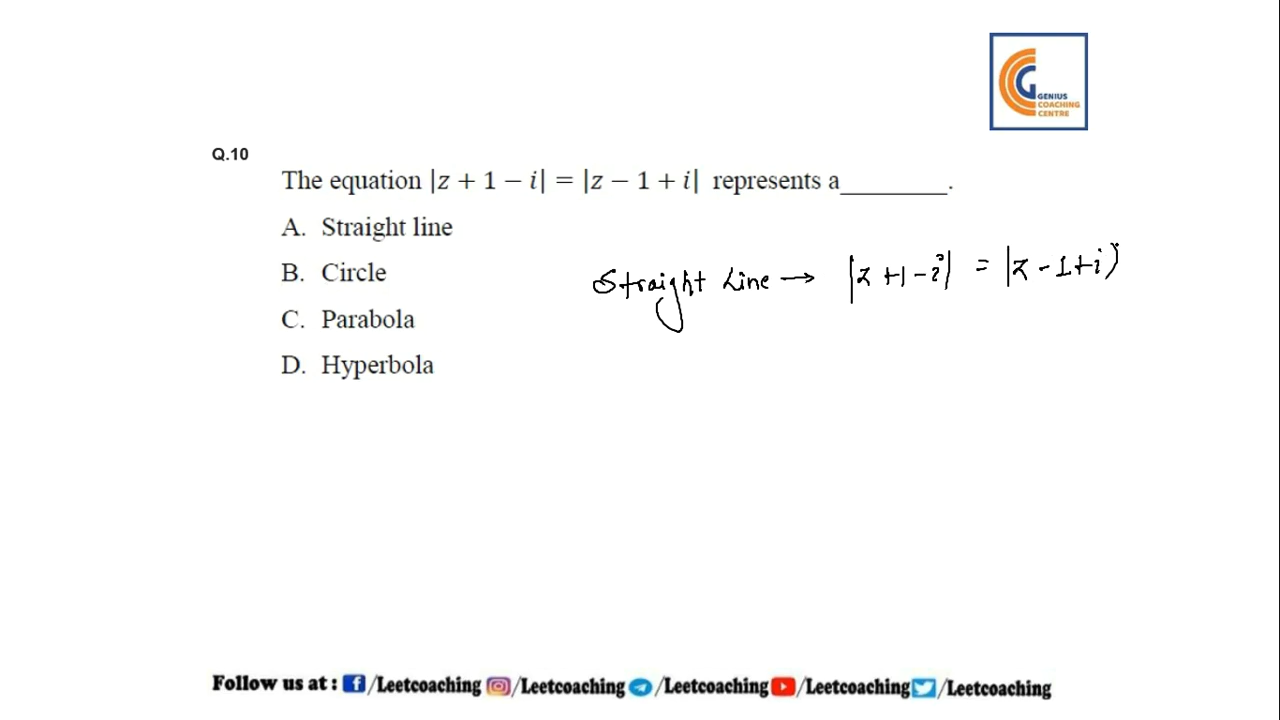 GENIUS
COACHING
CENTRE
Q.10
The equation |z + 1 − i| = |z − 1 + i| represents a________.
A. Straight line
B. Circle
C. Parabola
D. Hyperbola
Straight Line → |z +1 - i| = |z - 1 + i|
Follow us at : /Leetcoaching /Leetcoaching /Leetcoaching /Leetcoaching /Leetcoaching